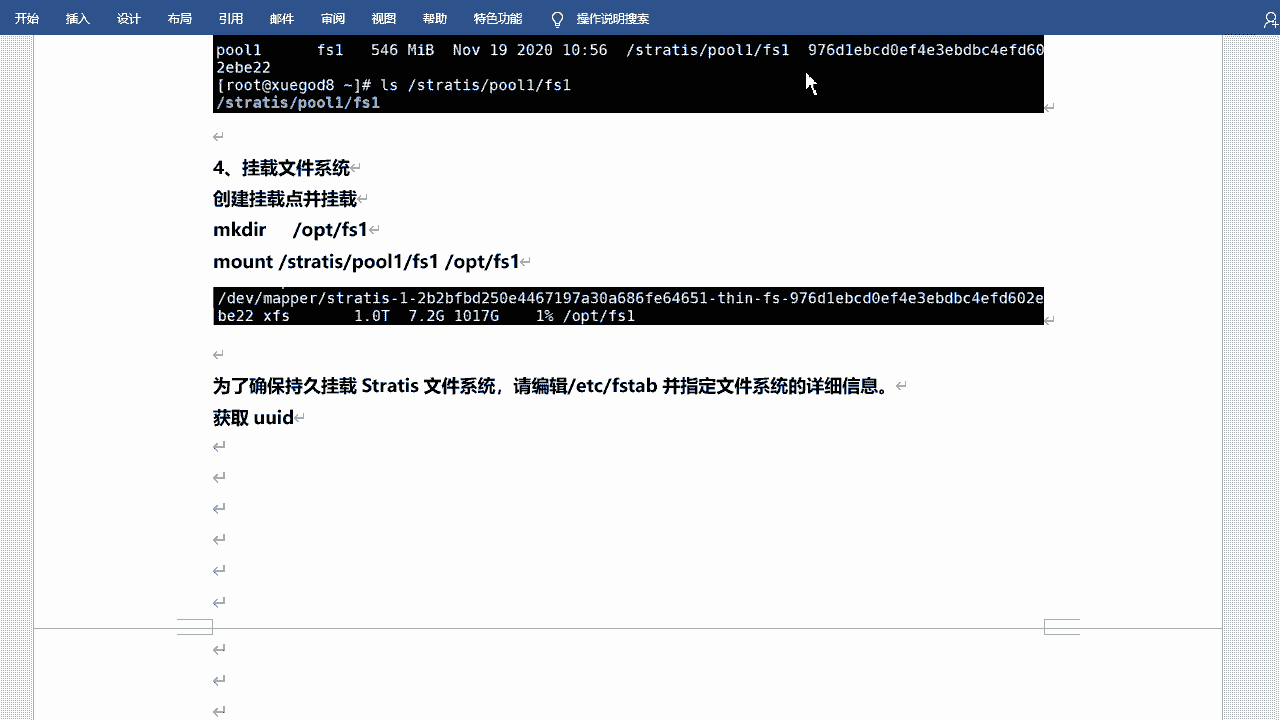 开始 插入 设计 布局 引用 邮件 审阅 视图 帮助 特色功能 操作说明搜索
pool1 fs1 546 MiB Nov 19 2020 10:56 /stratis/pool1/fs1 976d1ebcd0ef4e3ebdbc4efd60
2ebe22
[root@xuegod8 ~]# ls /stratis/pool1/fs1
/stratis/pool1/fs1
4、挂载文件系统
创建挂载点并挂载
mkdir /opt/fs1
mount /stratis/pool1/fs1 /opt/fs1
/dev/mapper/stratis-1-2b2bfbd250e4467197a30a686fe64651-thin-fs-976d1ebcd0ef4e3ebdbc4efd602e
be22 xfs 1.0T 7.2G 1017G 1% /opt/fs1
为了确保持久挂载 Stratis 文件系统，请编辑/etc/fstab 并指定文件系统的详细信息。
获取 uuid